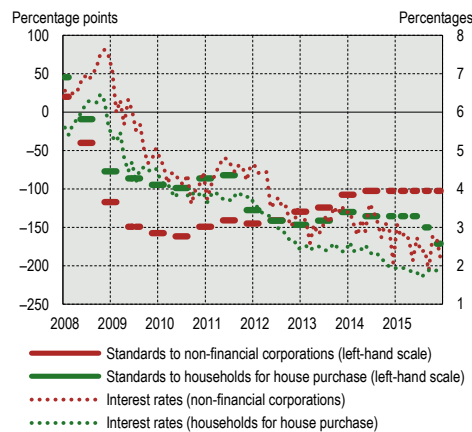 Percentage points Percentages
100 8
50 7
0 6
–50 5
–100 4
–150 3
–200 2
–250 1
2008 2009 2010 2011 2012 2013 2014 2015
Standards to non-financial corporations (left-hand scale)
Standards to households for house purchase (left-hand scale)
Interest rates (non-financial corporations)
Interest rates (households for house purchase)